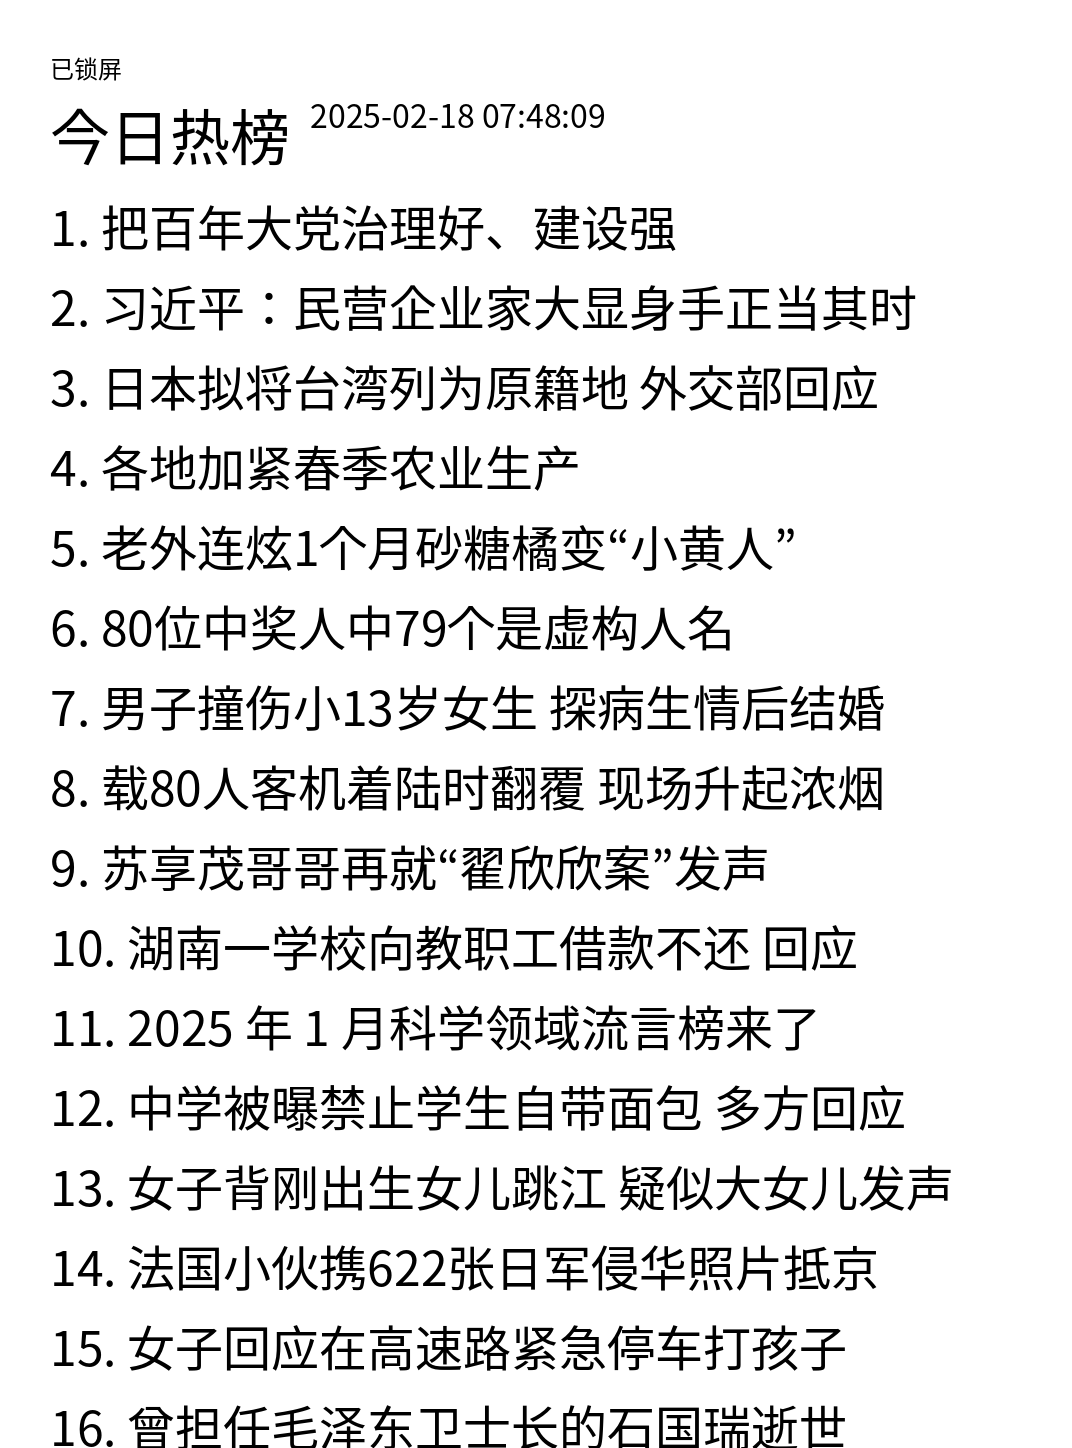 已锁屏
今日热榜 2025-02-18 07:48:09
1. 把百年大党治理好、建设强
2. 习近平：民营企业家大显身手正当其时
3. 日本拟将台湾列为原籍地 外交部回应
4. 各地加紧春季农业生产
5. 老外连炫1个月砂糖橘变“小黄人”
6. 80位中奖人中79个是虚构人名
7. 男子撞伤小13岁女生 探病生情后结婚
8. 载80人客机着陆时翻覆 现场升起浓烟
9. 苏享茂哥哥再就“翟欣欣案”发声
10. 湖南一学校向教职工借款不还 回应
11. 2025 年 1 月科学领域流言榜来了
12. 中学被曝禁止学生自带面包 多方回应
13. 女子背刚出生女儿跳江 疑似大女儿发声
14. 法国小伙携622张日军侵华照片抵京
15. 女子回应在高速路紧急停车打孩子
16. 曾担任毛泽东卫士长的石国瑞逝世